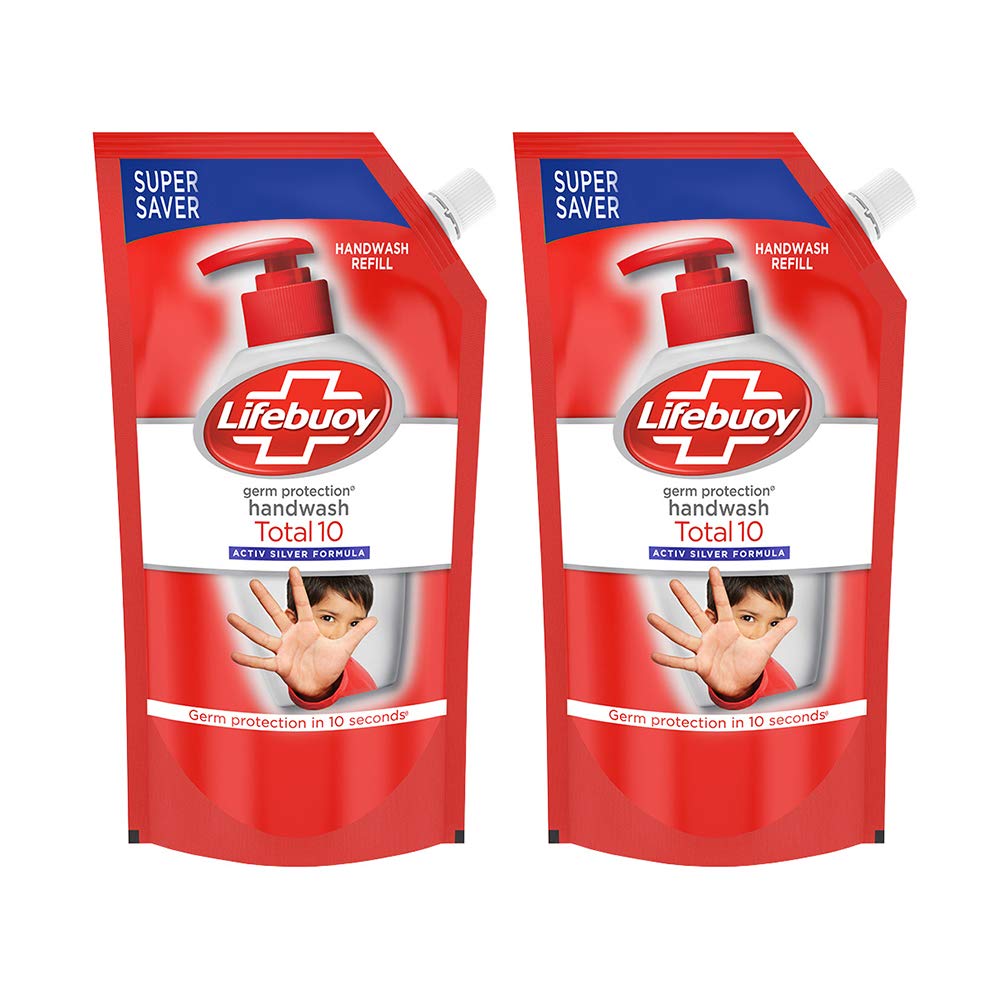 SUPER
SAVER
HANDWASH
REFILL
Lifebuoy
germ protection®
handwash
Total 10
ACTIV SILVER FORMULA
Germ protection in 10 seconds®
SUPER
SAVER
HANDWASH
REFILL
Lifebuoy
germ protection®
handwash
Total 10
ACTIV SILVER FORMULA
Germ protection in 10 seconds®